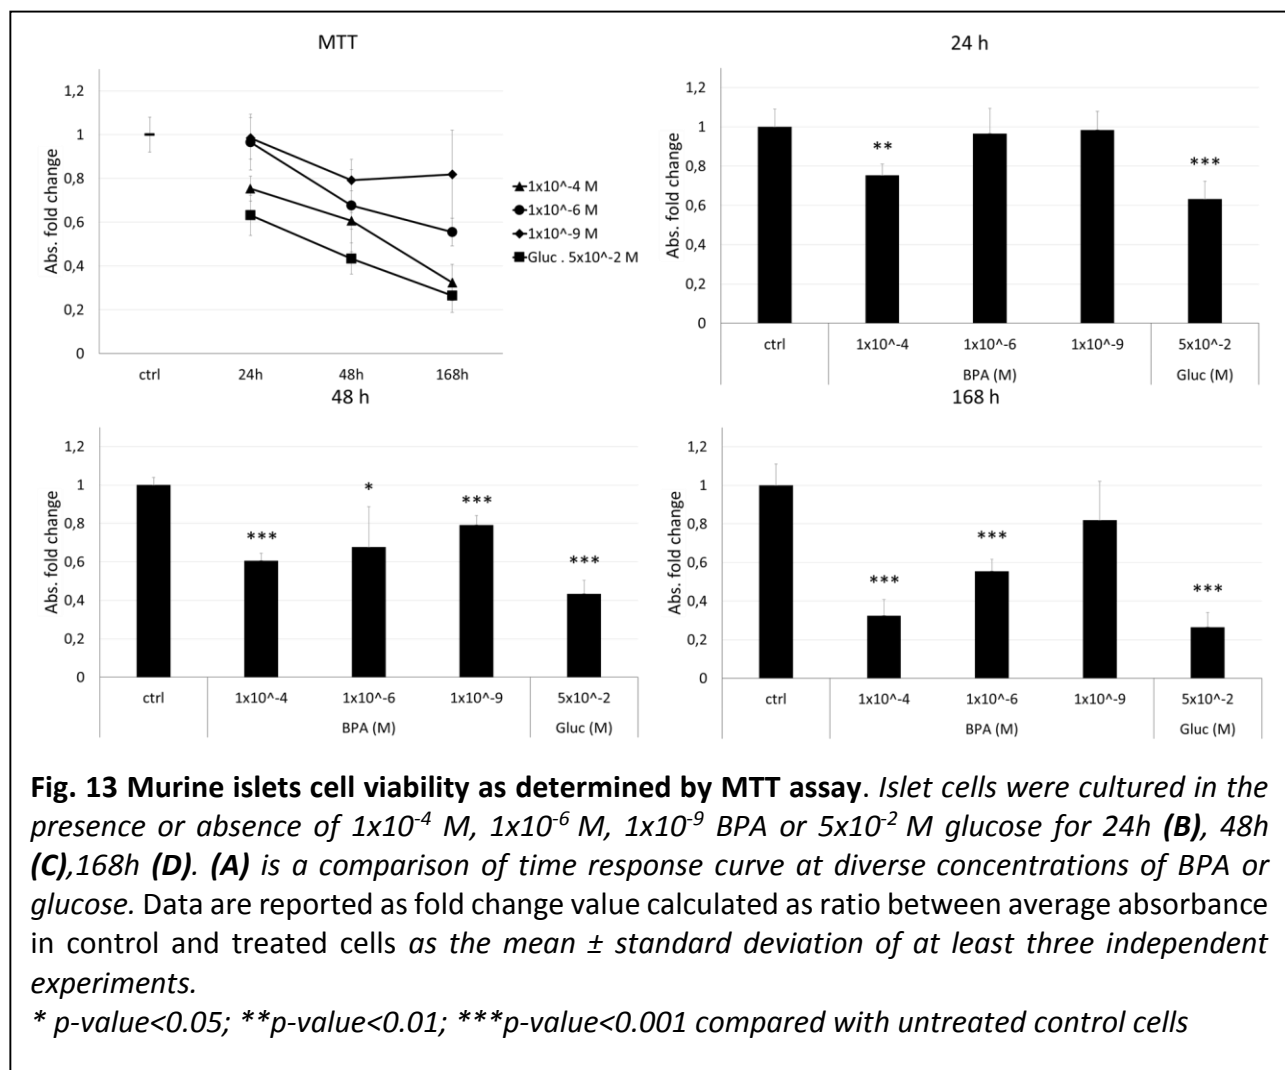 MTT
1,2
1
0,8
0,6
0,4
0,2
0
Abs. fold change
ctrl 24h 48h 168h
1x10^-4 M
1x10^-6 M
1x10^-9 M
Gluc . 5x10^-2 M
24 h
1,2
1
0,8
0,6
0,4
0,2
0
Abs. fold change
** ***
ctrl 1x10^-4 1x10^-6 1x10^-9 5x10^-2
BPA (M) Gluc (M)
48 h
1,2
1
0,8
0,6
0,4
0,2
0
Abs. fold change
*** * *** ***
ctrl 1x10^-4 1x10^-6 1x10^-9 5x10^-2
BPA (M) Gluc (M)
168 h
1,2
1
0,8
0,6
0,4
0,2
0
Abs. fold change
*** *** ***
ctrl 1x10^-4 1x10^-6 1x10^-9 5x10^-2
BPA (M) Gluc (M)
Fig. 13 Murine islets cell viability as determined by MTT assay. Islet cells were cultured in the
presence or absence of 1x10⁻⁴ M, 1x10⁻⁶ M, 1x10⁻⁹ BPA or 5x10⁻² M glucose for 24h (B), 48h
(C),168h (D). (A) is a comparison of time response curve at diverse concentrations of BPA or
glucose. Data are reported as fold change value calculated as ratio between average absorbance
in control and treated cells as the mean ± standard deviation of at least three independent
experiments.
* p-value<0.05; **p-value<0.01; ***p-value<0.001 compared with untreated control cells